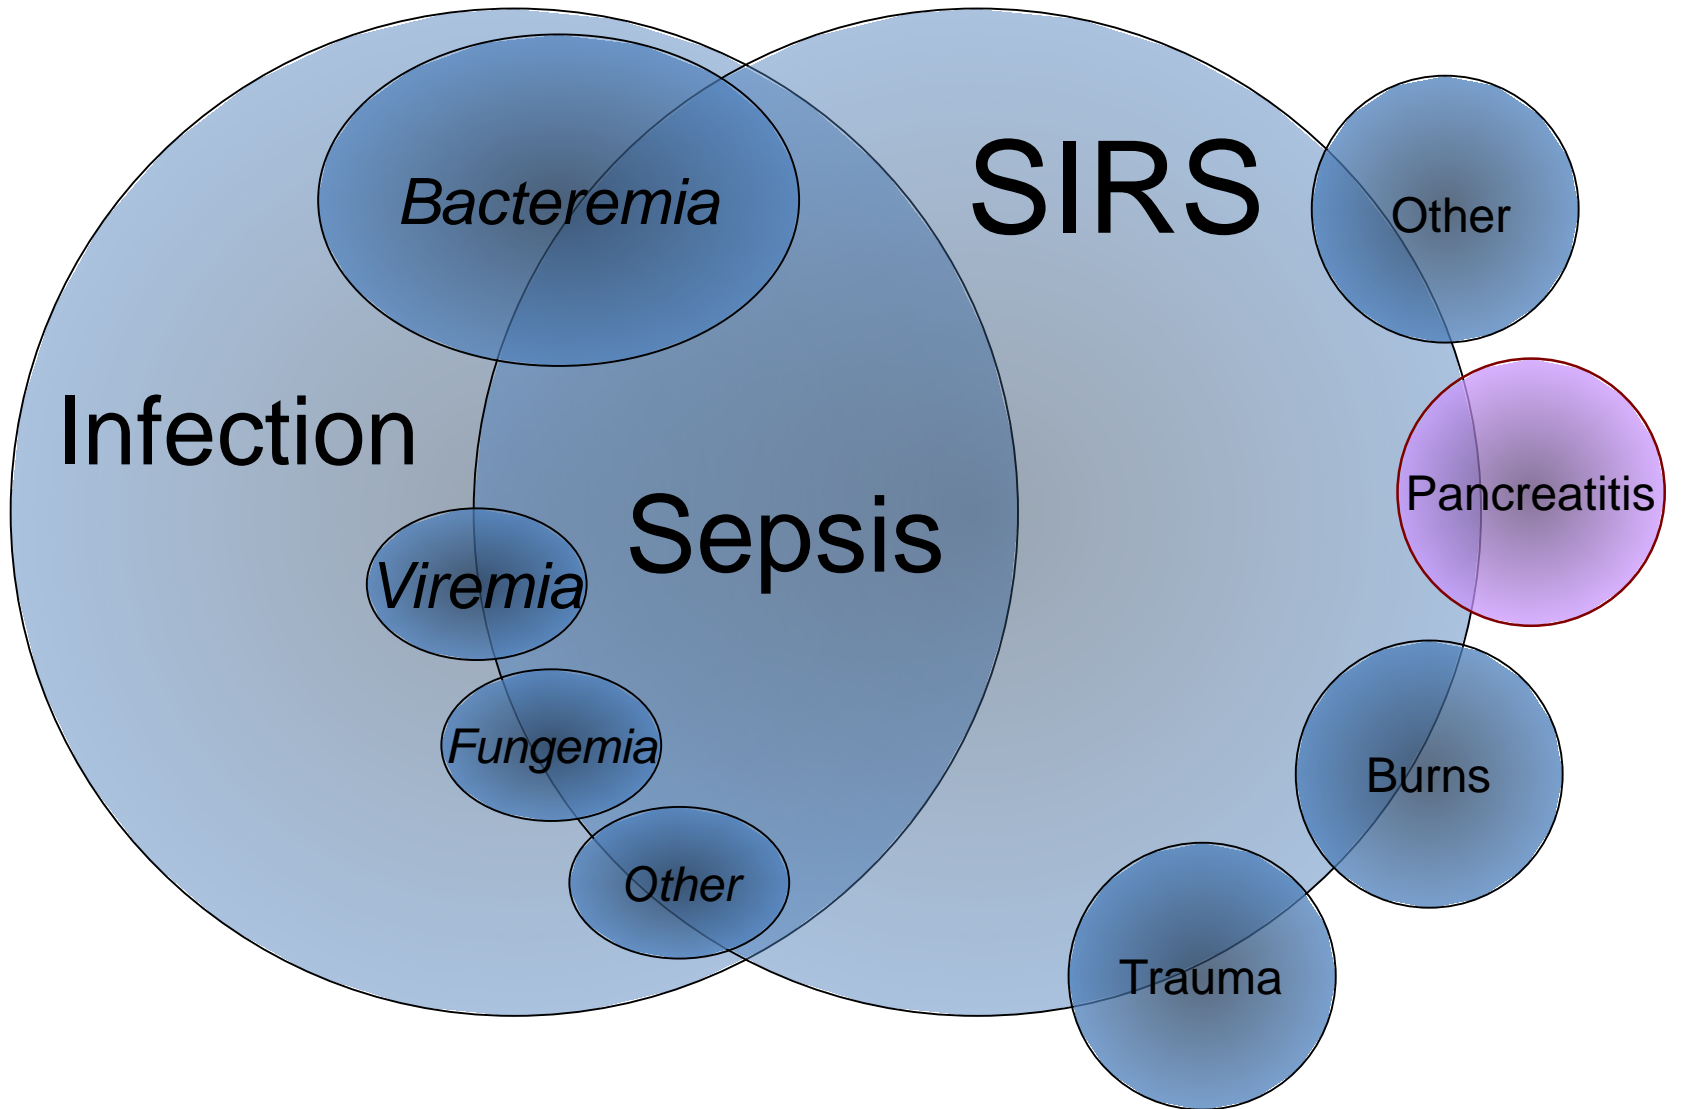 Bacteremia
SIRS
Other
Infection
Sepsis
Pancreatitis
Viremia
Fungemia
Burns
Other
Trauma